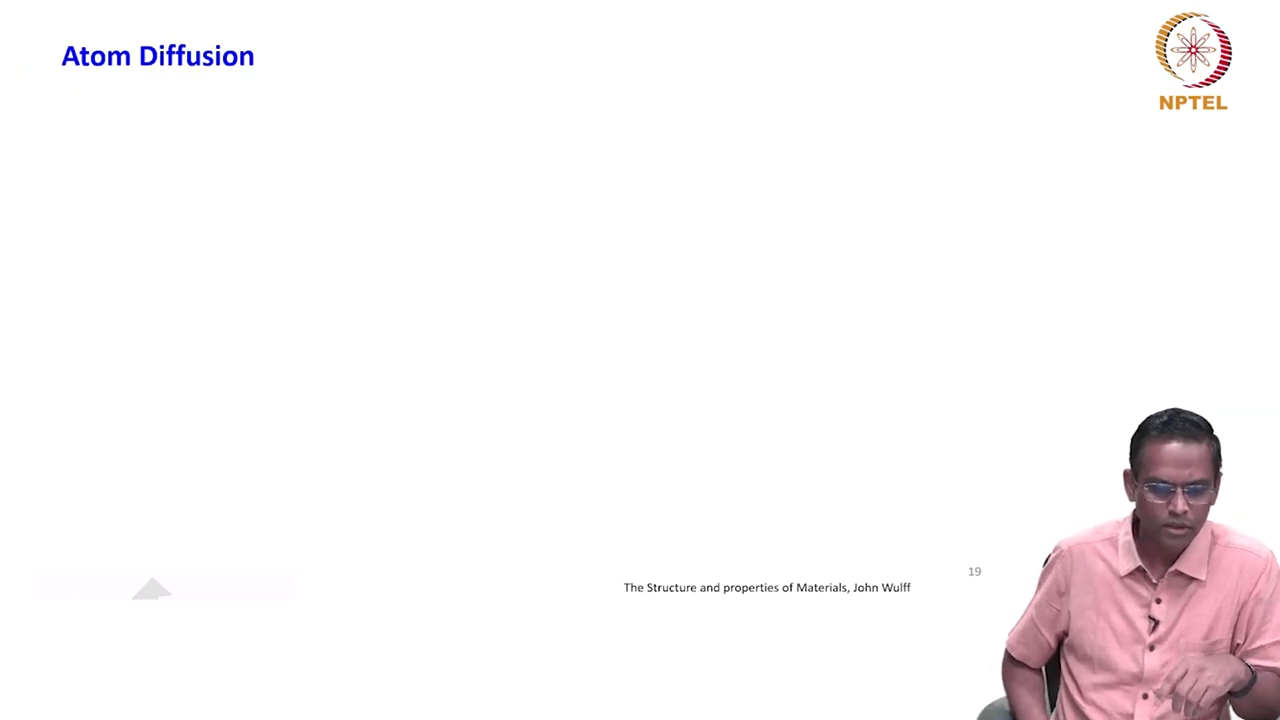 Atom Diffusion
NPTEL
19
The Structure and properties of Materials, John Wulff